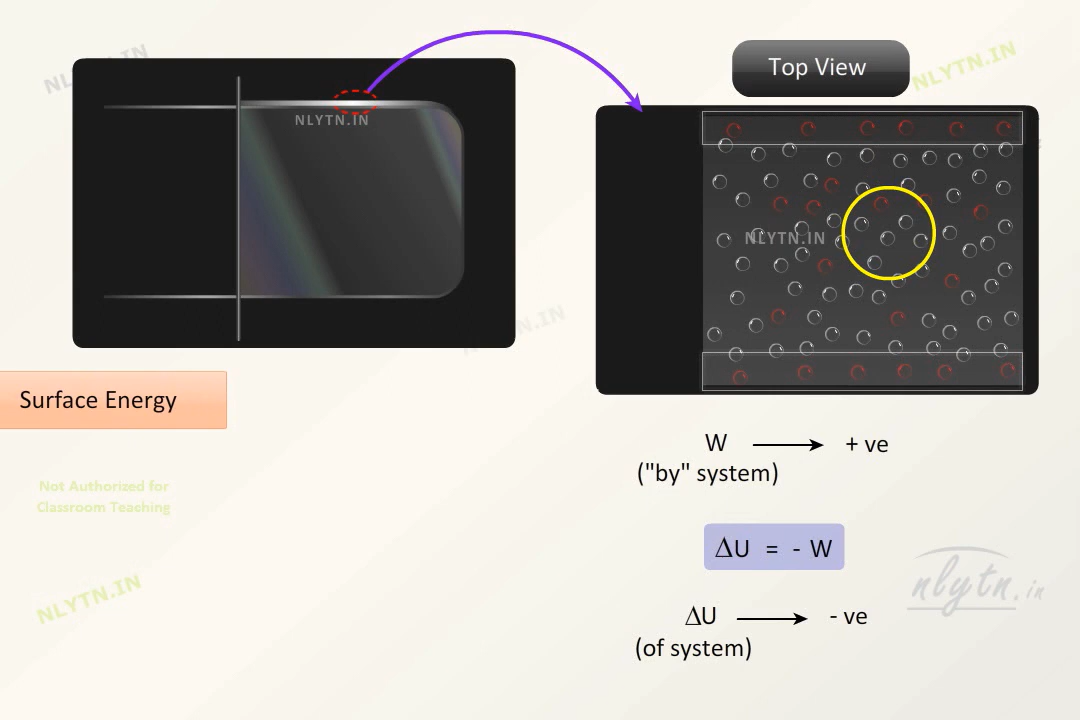 NLYTN.IN
Top View
NLYTN.IN
NLYTN.IN
Surface Energy
W ⟶ + ve
("by" system)
Not Authorized for
Classroom Teaching
ΔU = - W
nlytn.in
NLYTN.IN
ΔU ⟶ - ve
(of system)